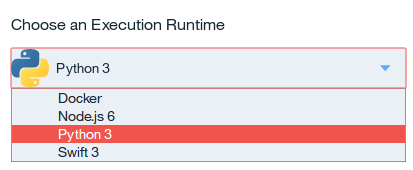 Choose an Execution Runtime
Python 3
Docker
Node.js 6
Python 3
Swift 3